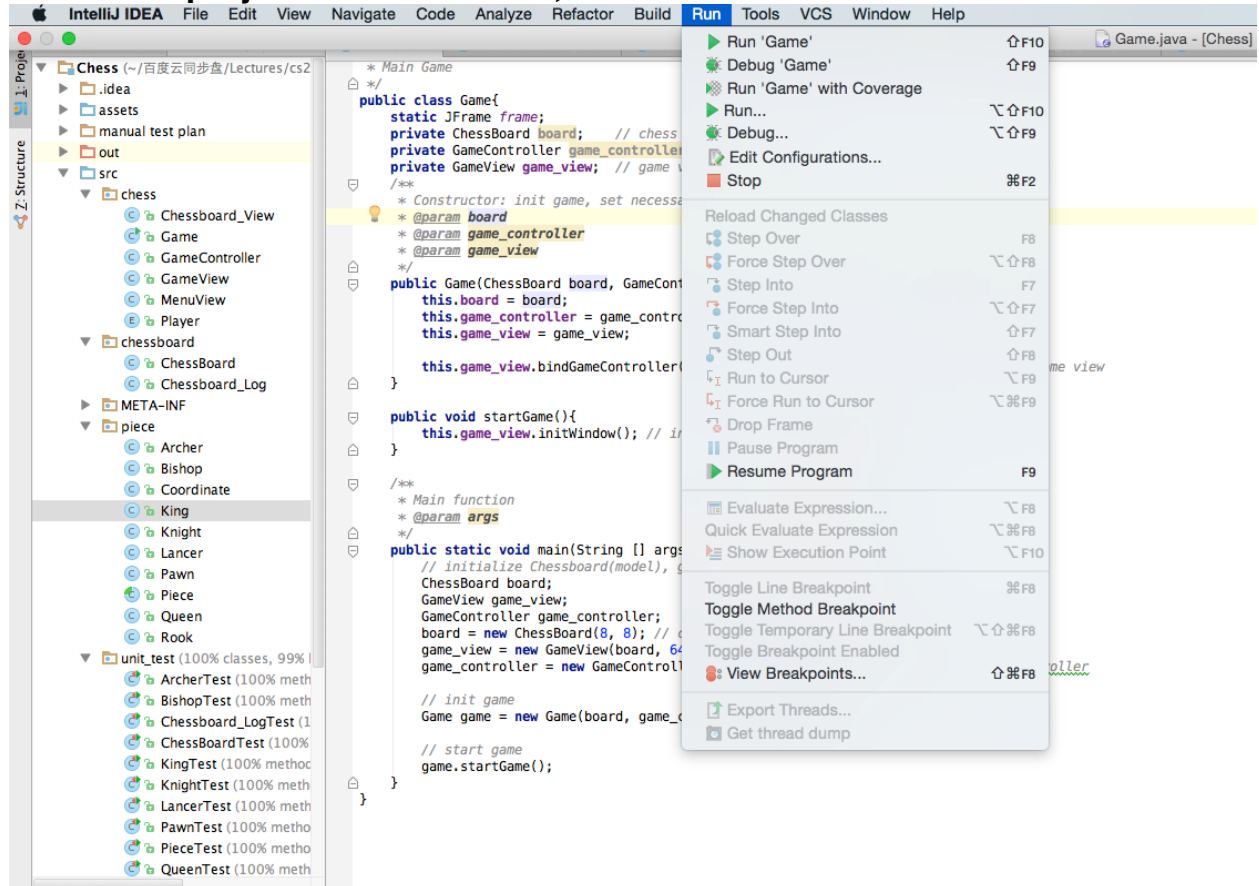 IntelliJ IDEA File Edit View Navigate Code Analyze Refactor Build Run Tools VCS Window Help
Game.java - [Chess]
1: Proje
Z: Structure
Chess (~/百度云同步盘/Lectures/cs2
.idea
assets
manual test plan
out
src
chess
Chessboard_View
Game
GameController
GameView
MenuView
Player
chessboard
ChessBoard
Chessboard_Log
META-INF
piece
Archer
Bishop
Coordinate
King
Knight
Lancer
Pawn
Piece
Queen
Rook
unit_test (100% classes, 99% l
ArcherTest (100% meth
BishopTest (100% meth
Chessboard_LogTest (1
ChessBoardTest (100%
KingTest (100% method
KnightTest (100% meth
LancerTest (100% meth
PawnTest (100% metho
PieceTest (100% metho
QueenTest (100% meth
* Main Game
*/
public class Game{
static JFrame frame;
private ChessBoard board; // chess
private GameController game_controller
private GameView game_view; // game v
/**
* Constructor: init game, set necessa
* @param board
* @param game_controller
* @param game_view
*/
public Game(ChessBoard board, GameCont
this.board = board;
this.game_controller = game_contro
this.game_view = game_view;
this.game_view.bindGameController( me view
}
public void startGame(){
this.game_view.initWindow(); // in
}
/**
* Main function
* @param args
*/
public static void main(String [] args
// initialize Chessboard(model), g
ChessBoard board;
GameView game_view;
GameController game_controller;
board = new ChessBoard(8, 8); // c
game_view = new GameView(board, 64
game_controller = new GameControll oller
// init game
Game game = new Game(board, game_c
// start game
game.startGame();
}
}
Run 'Game' ⇧F10
Debug 'Game' ⇧F9
Run 'Game' with Coverage
Run... ⌥⇧F10
Debug... ⌥⇧F9
Edit Configurations...
Stop ⌘F2
Reload Changed Classes
Step Over F8
Force Step Over ⌥⇧F8
Step Into F7
Force Step Into ⌥⇧F7
Smart Step Into ⇧F7
Step Out ⇧F8
Run to Cursor ⌥F9
Force Run to Cursor ⌥⌘F9
Drop Frame
Pause Program
Resume Program F9
Evaluate Expression... ⌥F8
Quick Evaluate Expression ⌥⌘F8
Show Execution Point ⌥F10
Toggle Line Breakpoint ⌘F8
Toggle Method Breakpoint
Toggle Temporary Line Breakpoint ⌥⇧⌘F8
Toggle Breakpoint Enabled
View Breakpoints... ⇧⌘F8
Export Threads...
Get thread dump